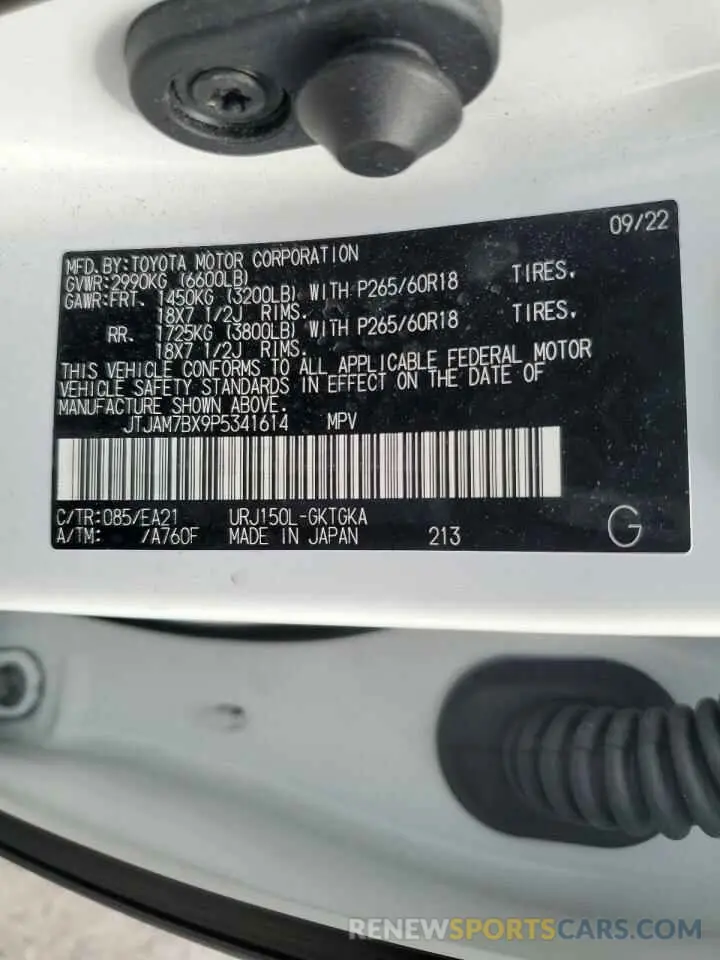 09/22
MFD.BY:TOYOTA MOTOR CORPORATION
GVWR:2990KG (6600LB)
GAWR:FRT. 1450KG (3200LB) WITH P265/60R18 TIRES,
18X7 1/2J RIMS.
RR. 1725KG (3800LB) WITH P265/60R18 TIRES,
18X7 1/2J RIMS.
THIS VEHICLE CONFORMS TO ALL APPLICABLE FEDERAL MOTOR
VEHICLE SAFETY STANDARDS IN EFFECT ON THE DATE OF
MANUFACTURE SHOWN ABOVE.
JTJAM7BX9P5341614 MPV
C/TR:085/EA21 URJ150L-GKTGKA
A/TM: /A760F MADE IN JAPAN 213 G
RENEWSPORTSCARS.COM